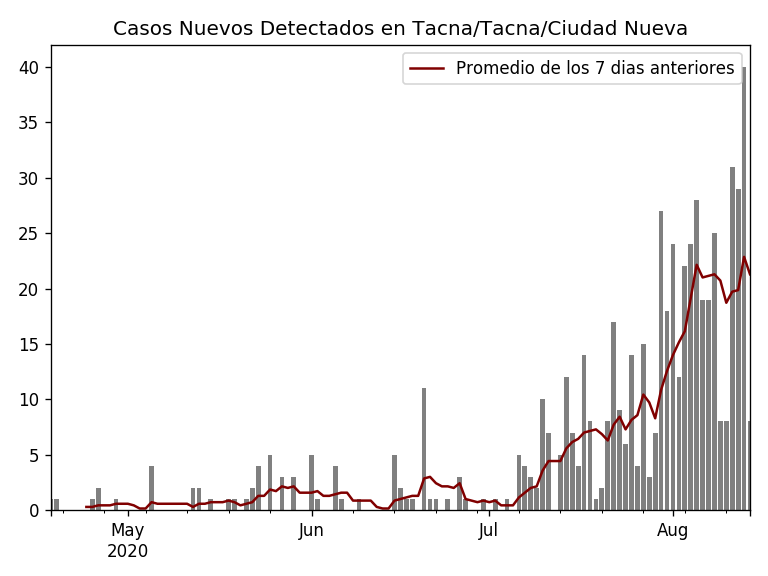 Casos Nuevos Detectados en Tacna/Tacna/Ciudad Nueva
Promedio de los 7 dias anteriores
40
35
30
25
20
15
10
5
0
May
2020
Jun
Jul
Aug